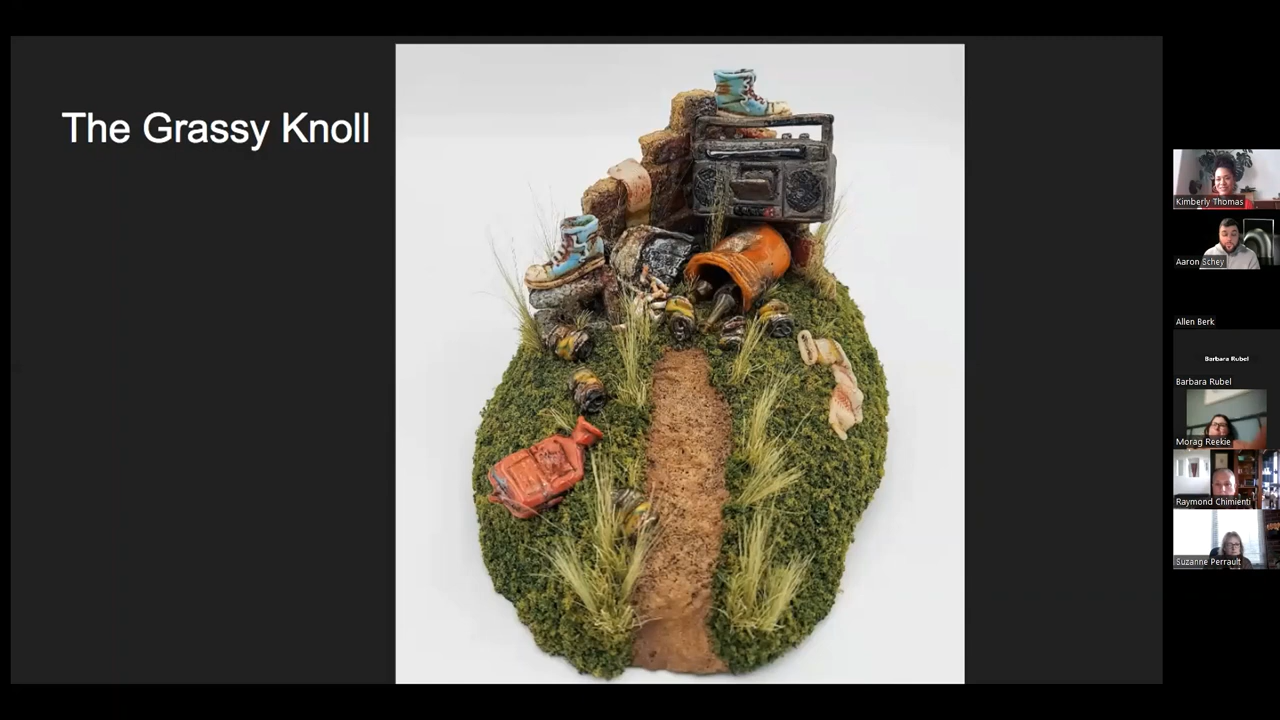 The Grassy Knoll
Kimberly Thomas
Aaron Schey
Allen Berk
Barbara Rubel
Barbara Rubel
Morag Reekie
Raymond Chimienti
Suzanne Perrault